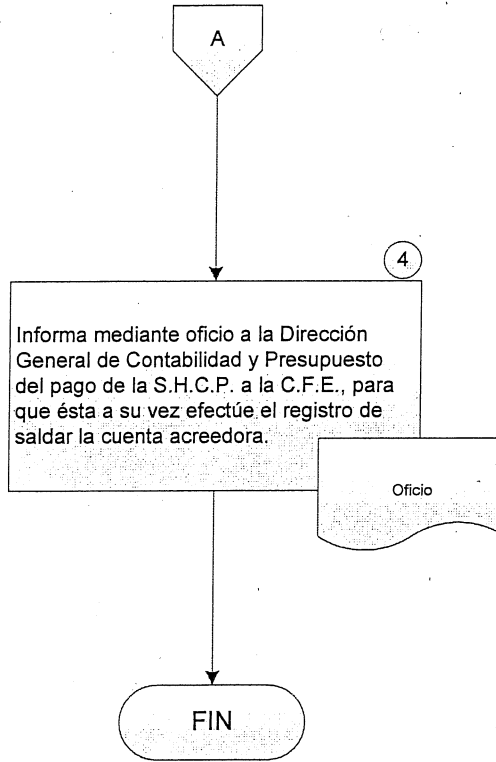 A
4
Informa mediante oficio a la Dirección
General de Contabilidad y Presupuesto
del pago de la S.H.C.P. a la C.F.E., para
que ésta a su vez efectúe el registro de
saldar la cuenta acreedora.
Oficio
FIN